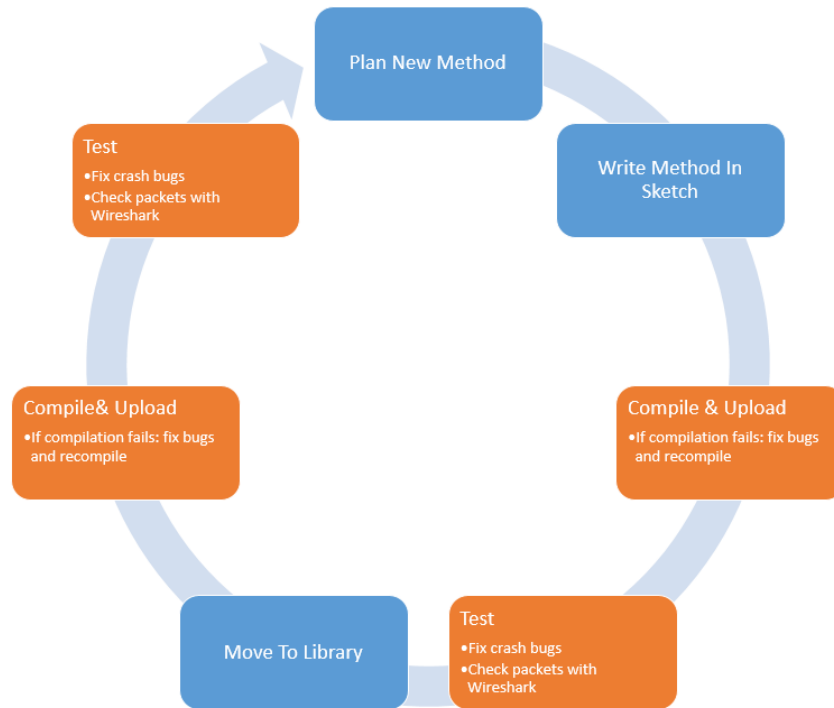 Plan New Method
Write Method In
Sketch
Compile & Upload
•If compilation fails: fix bugs
and recompile
Test
•Fix crash bugs
•Check packets with
Wireshark
Move To Library
Compile& Upload
•If compilation fails: fix bugs
and recompile
Test
•Fix crash bugs
•Check packets with
Wireshark